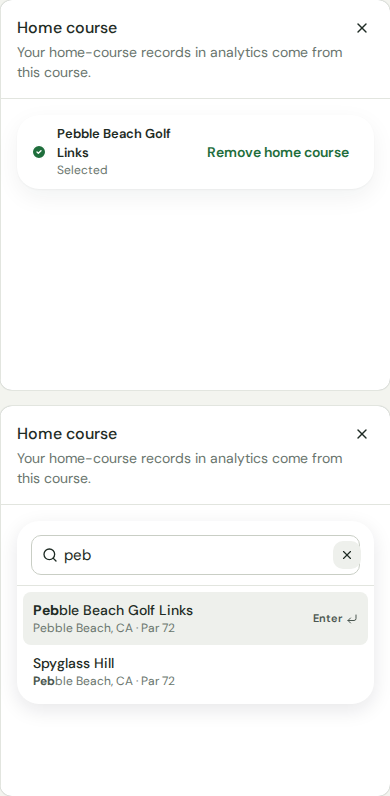 Home course
Your home-course records in analytics come from
this course.
Pebble Beach Golf
Links
Selected
Remove home course
Home course
Your home-course records in analytics come from
this course.
peb
Pebble Beach Golf Links
Pebble Beach, CA · Par 72
Enter
Spyglass Hill
Pebble Beach, CA · Par 72